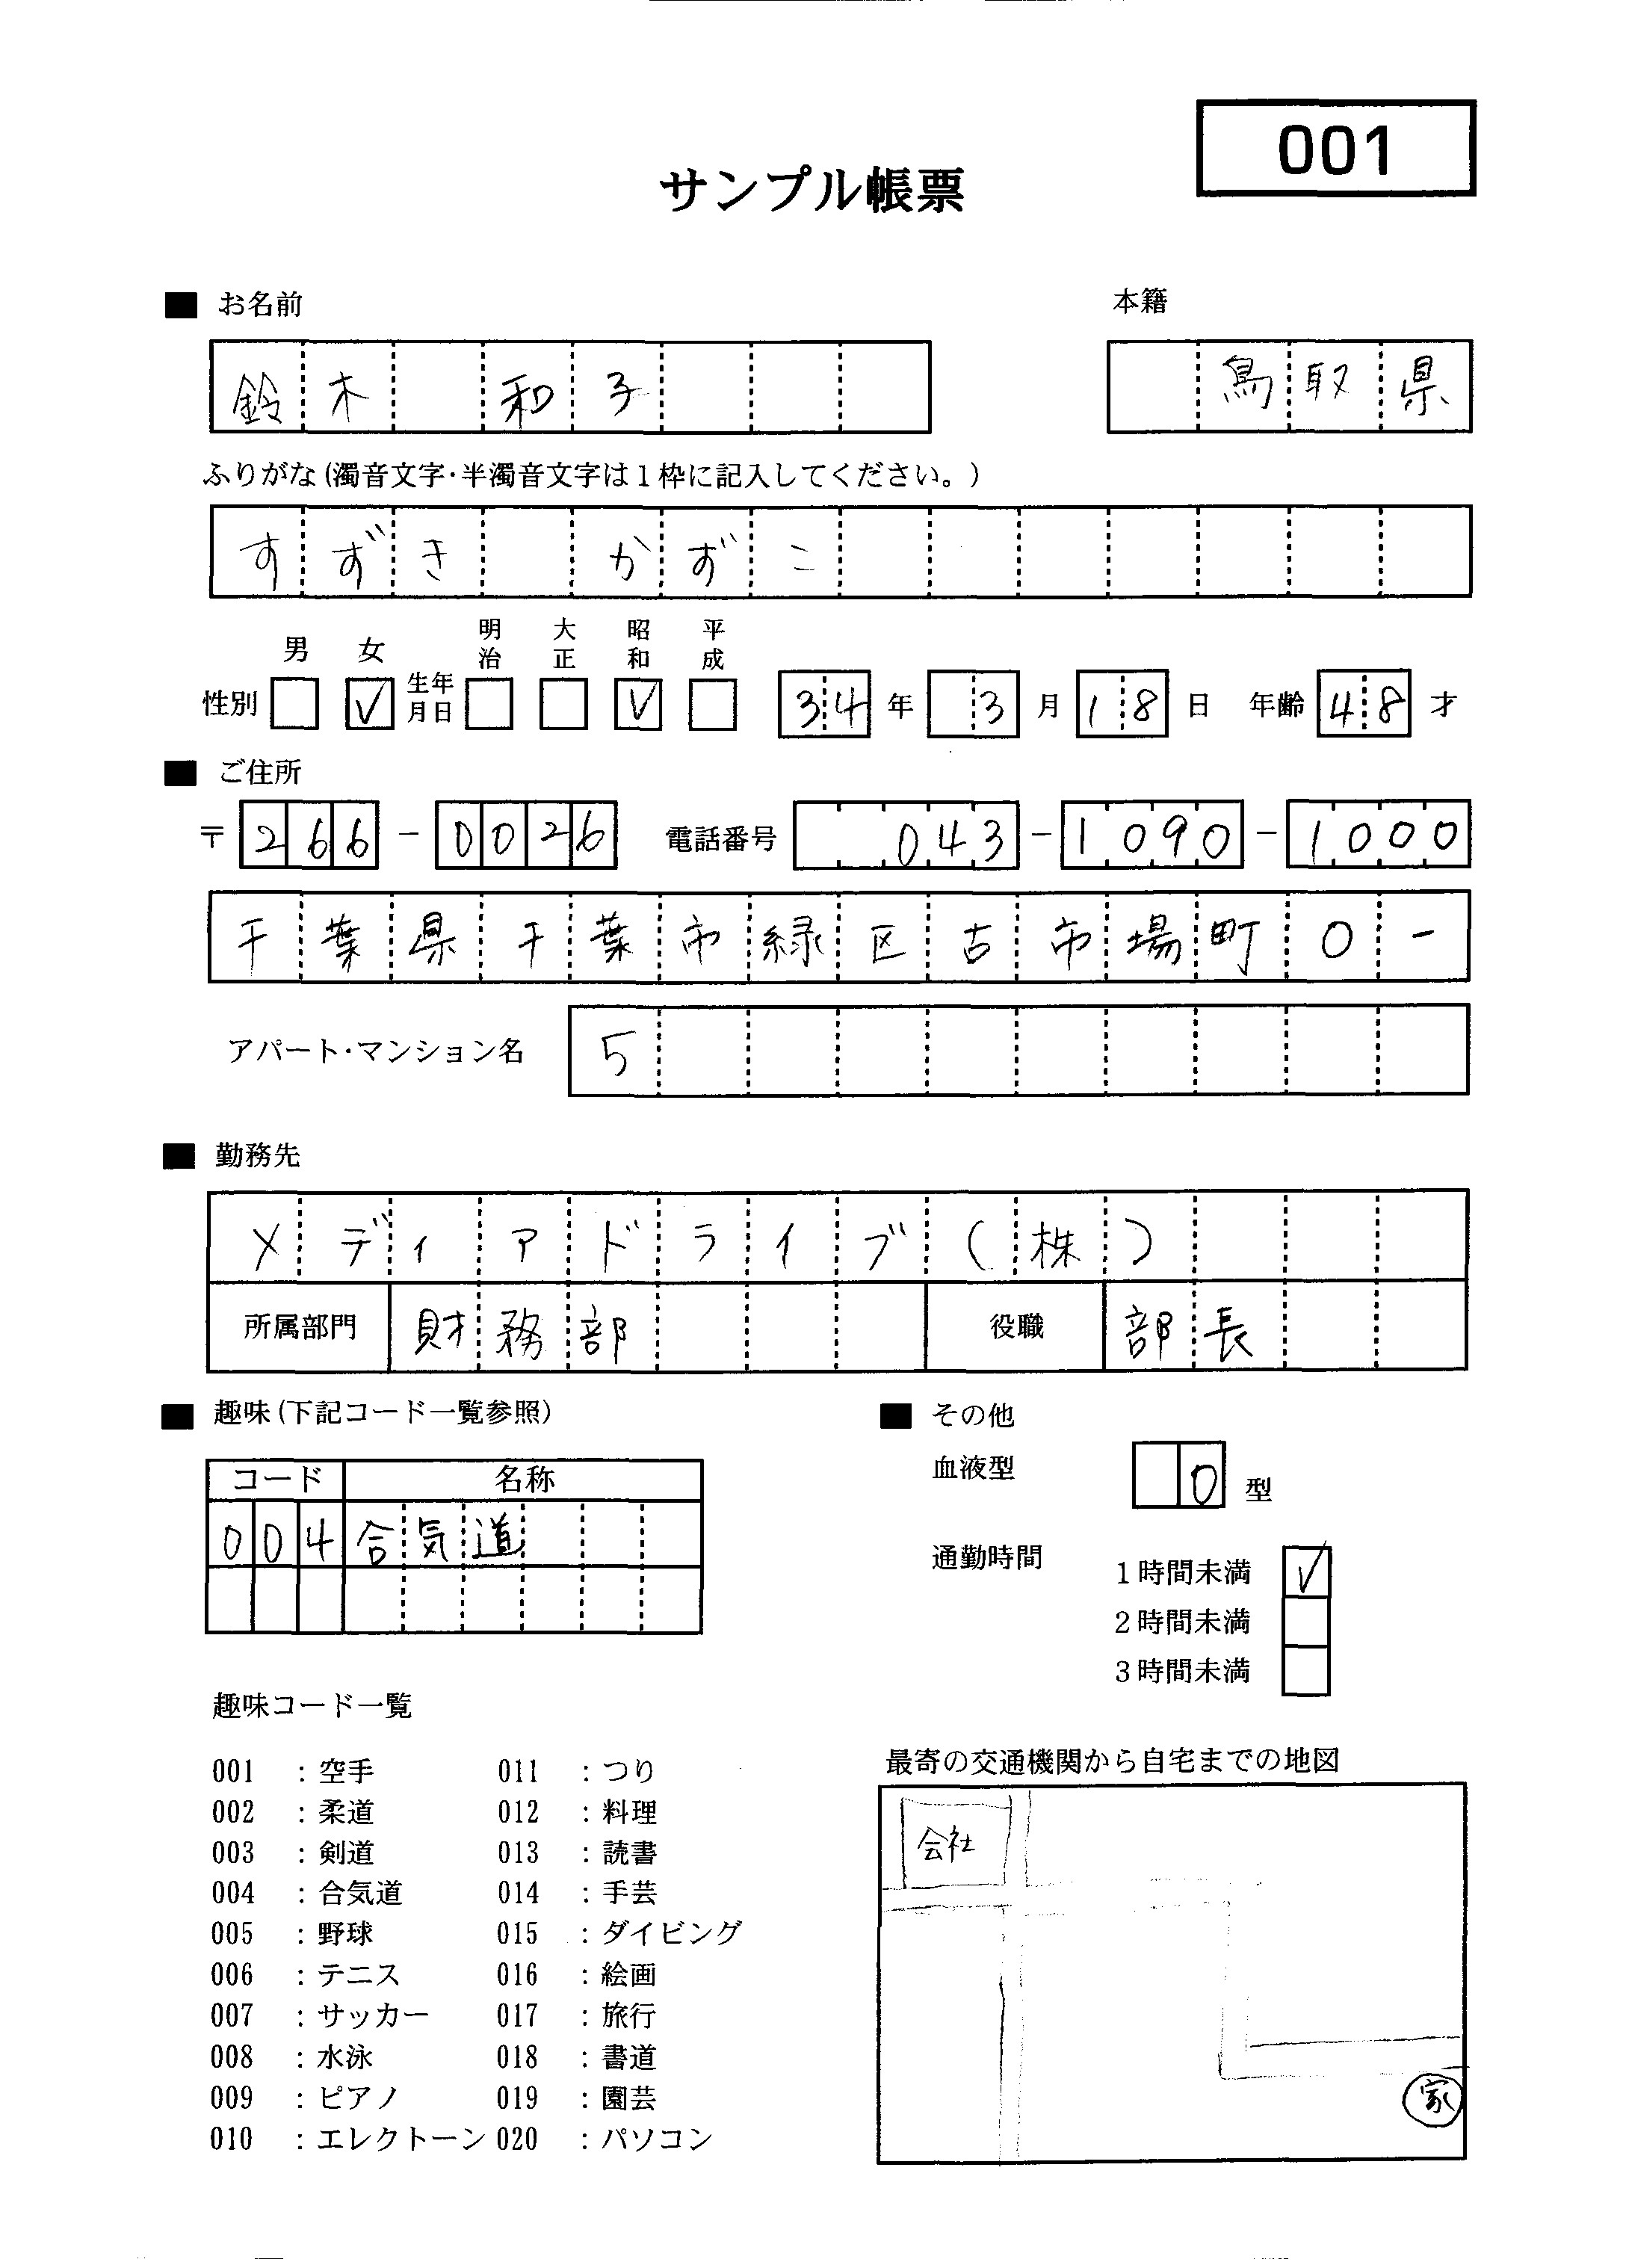 001
サンプル帳票
■ お名前 本籍
鈴木 和子 鳥取県
ふりがな(濁音文字・半濁音文字は1枠に記入してください。)
すずき かずこ
男 女 明治 大正 昭和 平成
性別 ☐ ☑ 生年月日 ☐ ☐ ☑ ☐ 34年 3月 18日 年齢 48才
■ ご住所
〒 266-0026 電話番号 043-1090-1000
千葉県千葉市緑区古市場町0-
アパート・マンション名 5
■ 勤務先
メディアドライブ(株)
所属部門 財務部 役職 部長
■ 趣味(下記コード一覧参照)
コード 名称
004 合気道
■ その他
血液型 O 型
通勤時間 1時間未満 ☑
2時間未満 ☐
3時間未満 ☐
趣味コード一覧
001 :空手 011 :つり
002 :柔道 012 :料理
003 :剣道 013 :読書
004 :合気道 014 :手芸
005 :野球 015 :ダイビング
006 :テニス 016 :絵画
007 :サッカー 017 :旅行
008 :水泳 018 :書道
009 :ピアノ 019 :園芸
010 :エレクトーン 020 :パソコン
最寄の交通機関から自宅までの地図
会社
家